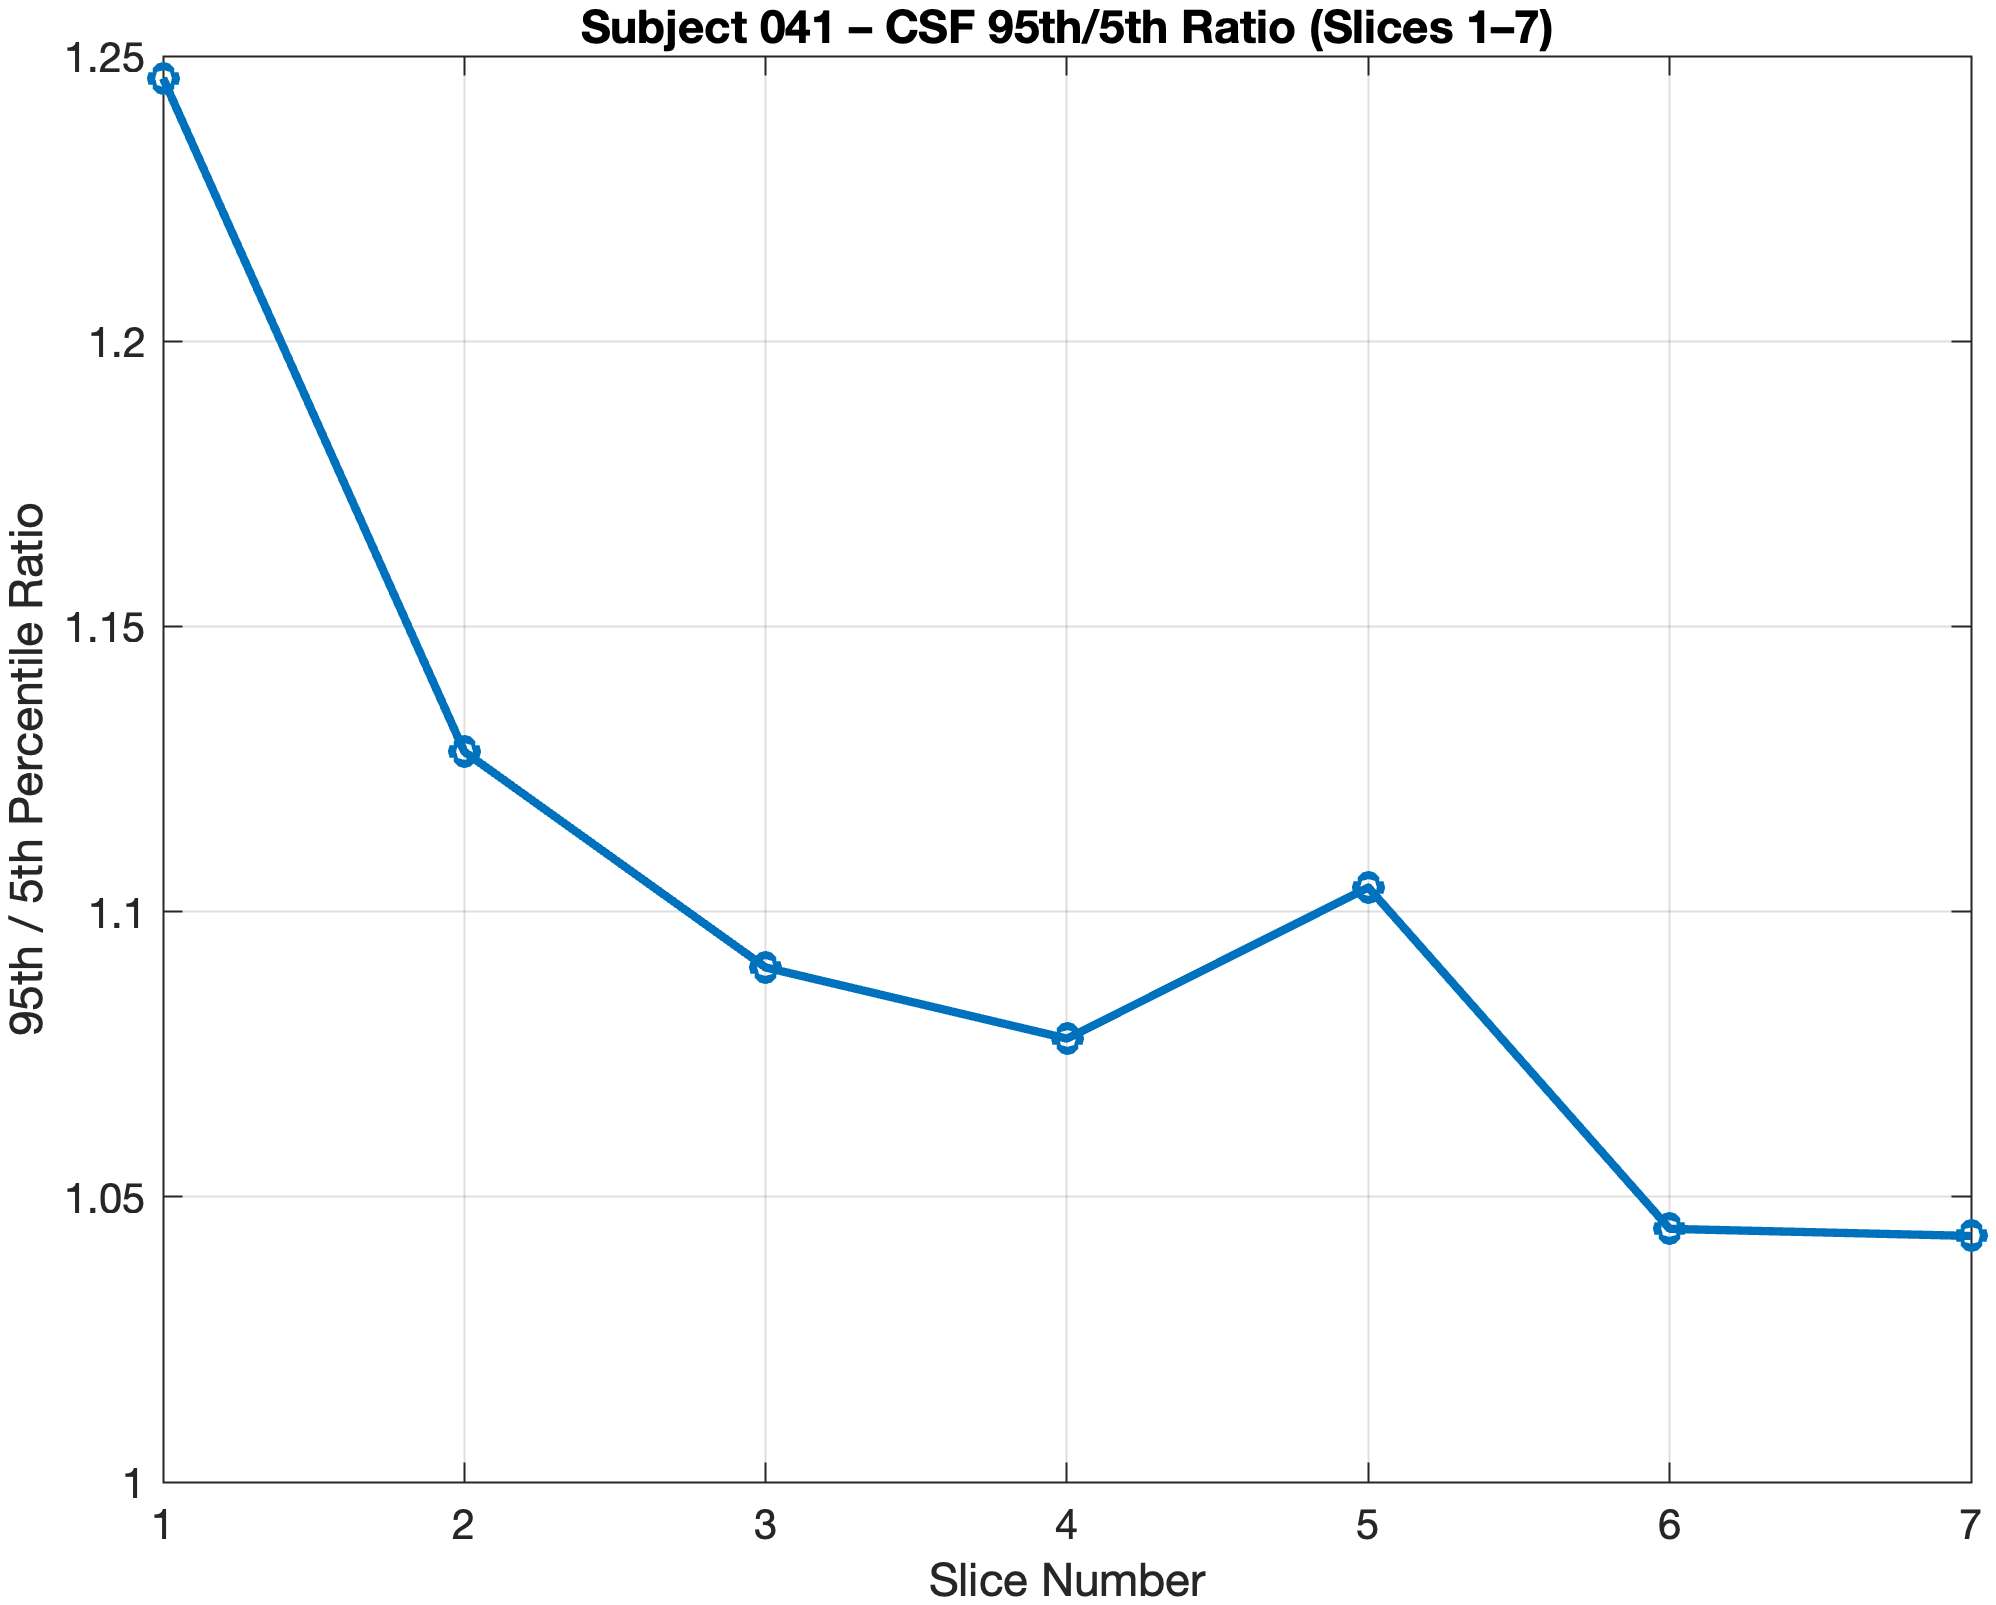 Subject 041 – CSF 95th/5th Ratio (Slices 1–7)
1.25
1.2
1.15
1.1
1.05
1
95th / 5th Percentile Ratio
1 2 3 4 5 6 7
Slice Number